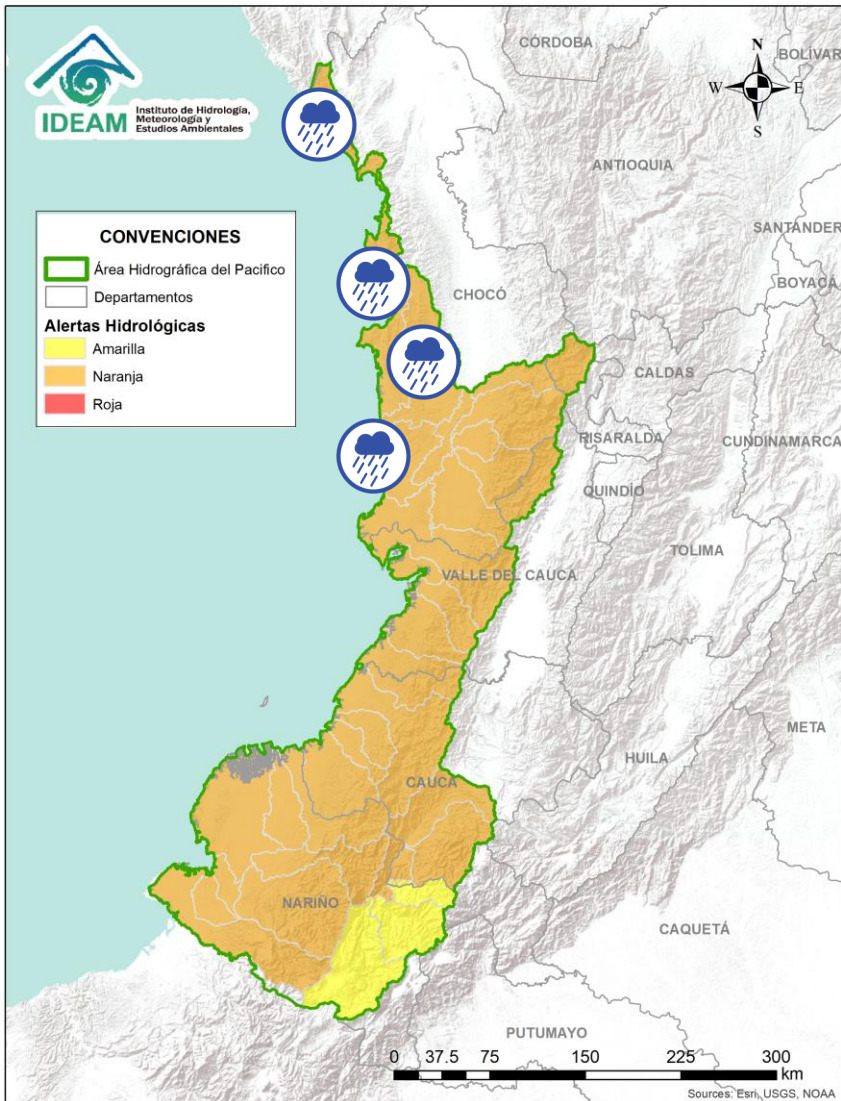 IDEAM
Instituto de Hidrología,
Meteorología y
Estudios Ambientales
CÓRDOBA
BOLÍVAR
N
W
E
S
ANTIOQUIA
SANTANDER
BOYACÁ
CONVENCIONES
Área Hidrográfica del Pacifico
Departamentos
Alertas Hidrológicas
Amarilla
Naranja
Roja
CHOCÓ
CALDAS
RISARALDA
CUNDINAMARCA
QUINDÍO
TOLIMA
VALLE DEL CAUCA
META
HUILA
CAUCA
NARIÑO
CAQUETÁ
PUTUMAYO
0 37.5 75 150 225 300
km
Sources: Esri, USGS, NOAA